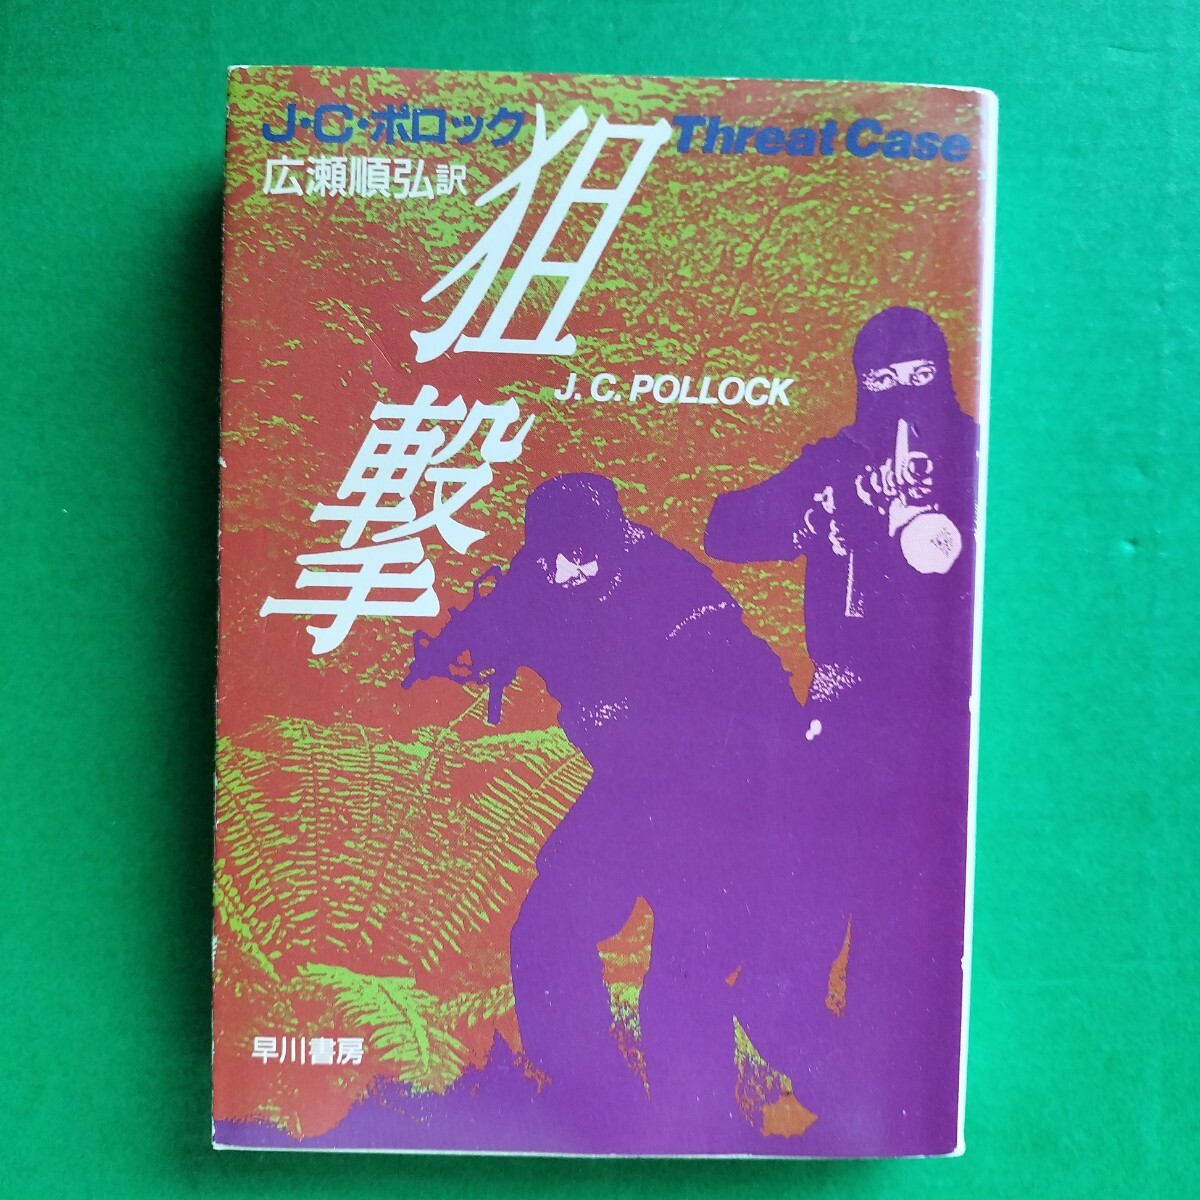 J・C・ポロック
広瀬順弘訳
狙撃
Threat Case
J. C. POLLOCK
早川書房